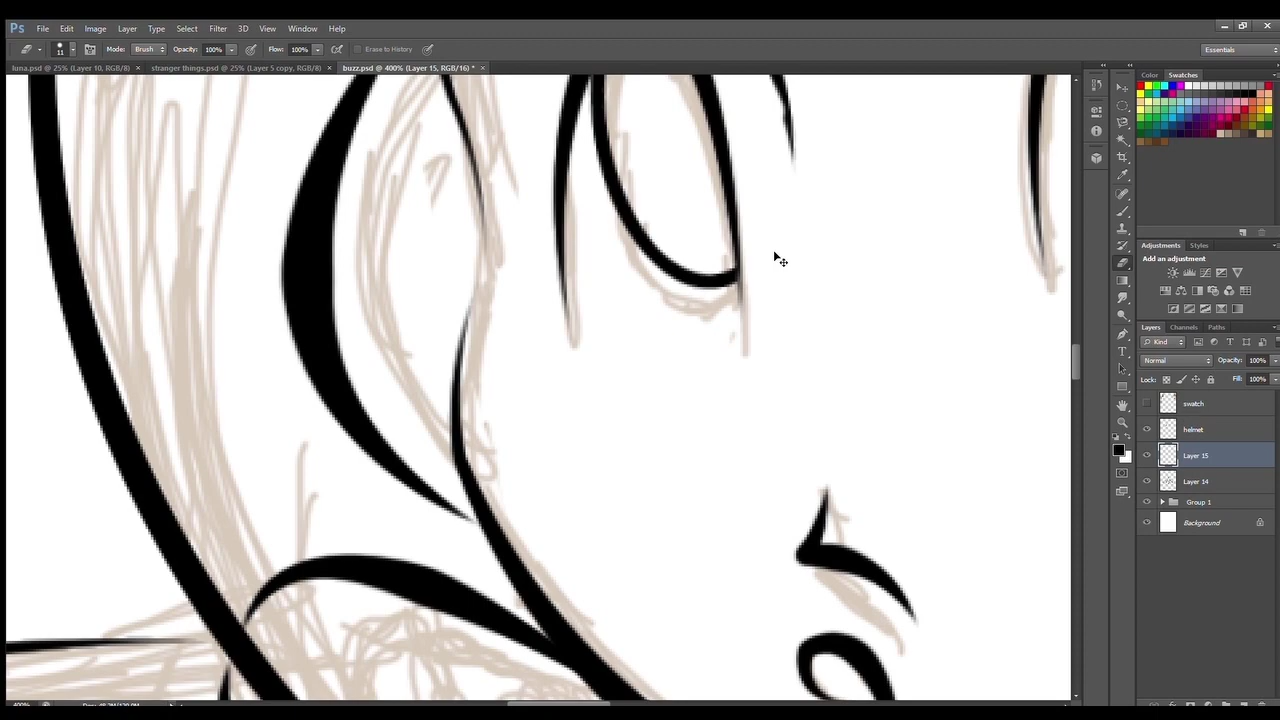 Ps File Edit Image Layer Type Select Filter 3D View Window Help
11 Mode: Brush Opacity: 100% Flow: 100% Erase to History Essentials
luna.psd @ 25% (Layer 10, RGB/8) × stranger things.psd @ 25% (Layer 5 copy, RGB/8) × buzz.psd @ 400% (Layer 15, RGB/16) * ×
Color Swatches
Adjustments Styles
Add an adjustment
Layers Channels Paths
Kind
Normal Opacity: 100%
Lock: Fill: 100%
swatch
helmet
Layer 15
Layer 14
Group 1
Background
400%